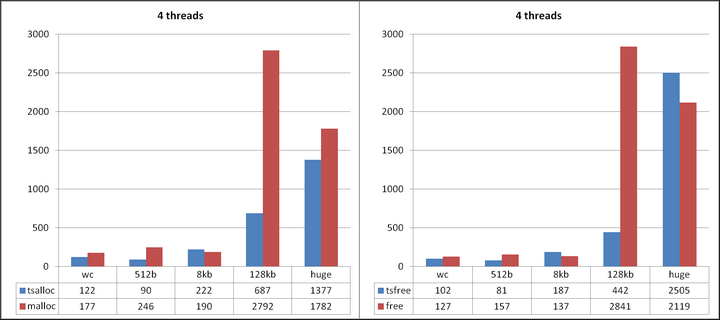 4 threads
3000
2500
2000
1500
1000
500
0
wc 512b 8kb 128kb huge
tsalloc 122 90 222 687 1377
malloc 177 246 190 2792 1782
4 threads
3000
2500
2000
1500
1000
500
0
wc 512b 8kb 128kb huge
tsfree 102 81 187 442 2505
free 127 157 137 2841 2119